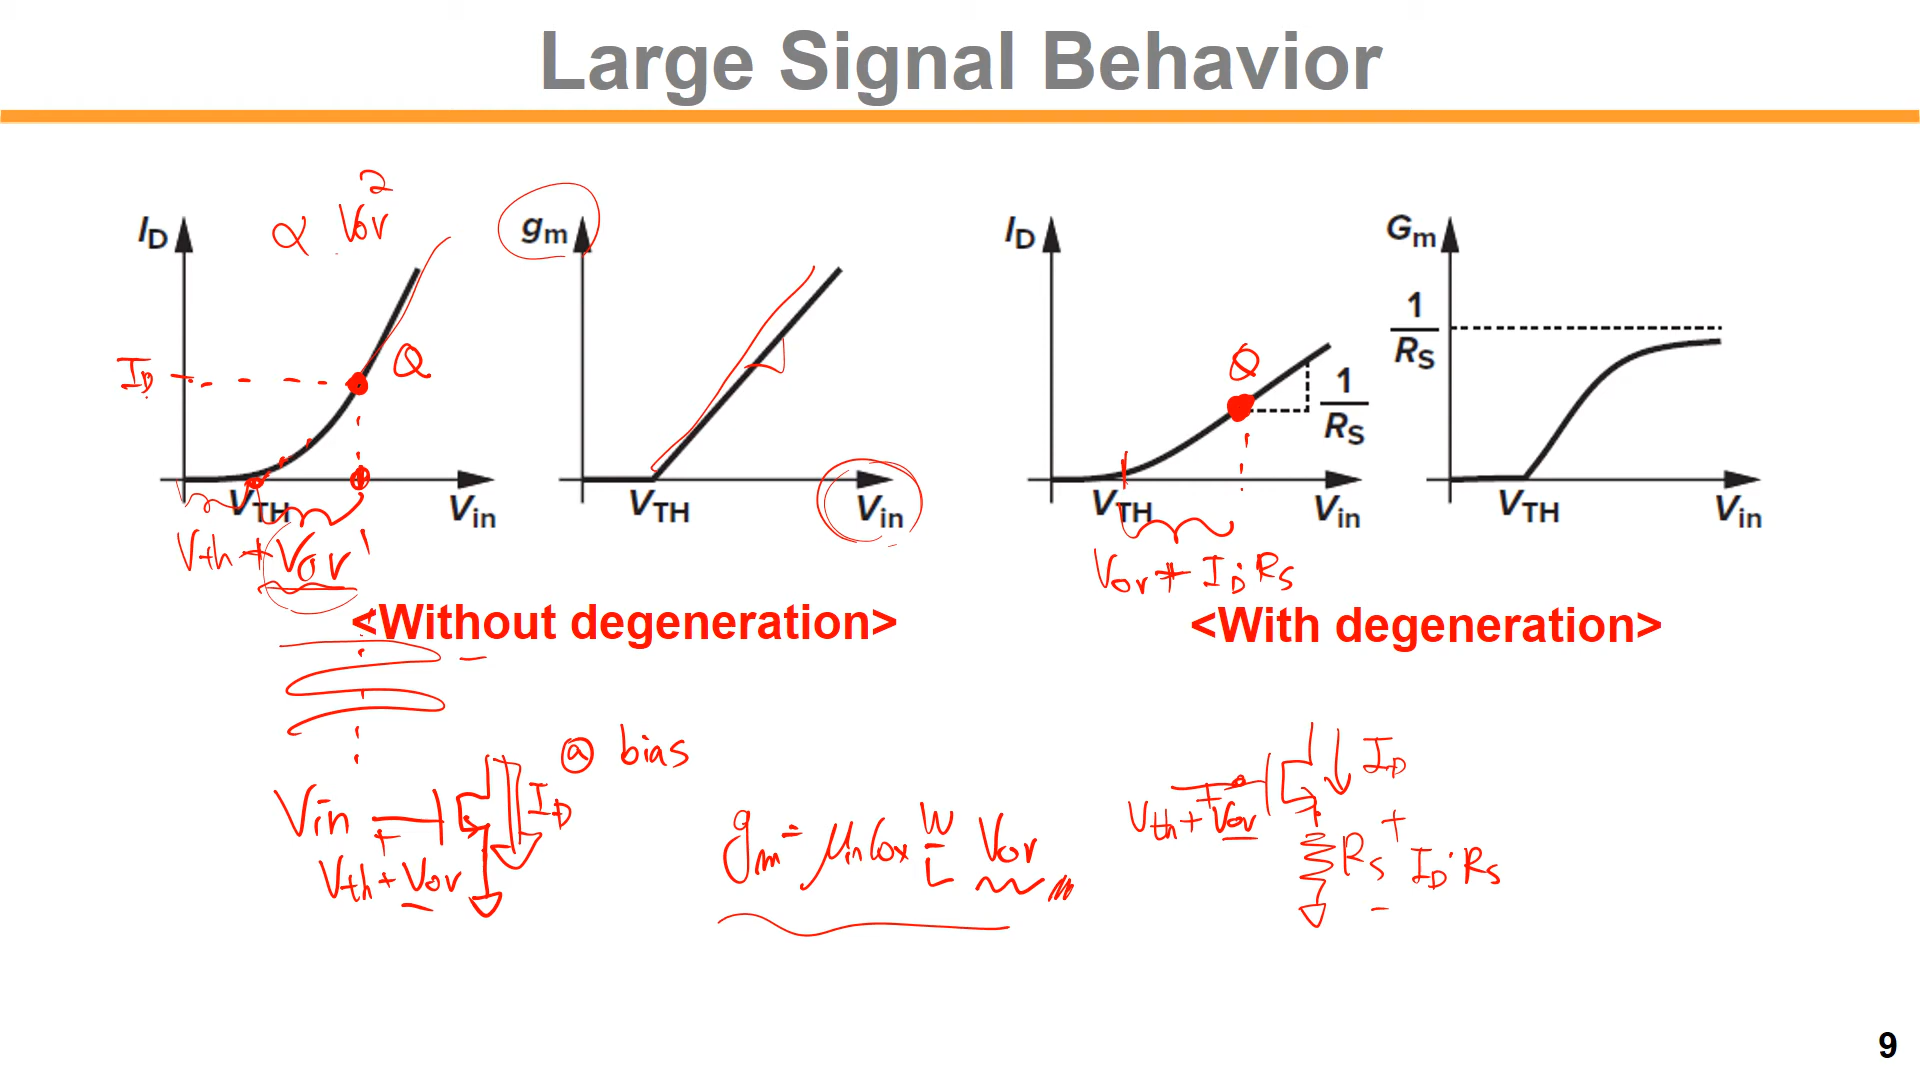 Large Signal Behavior
∝ Vov²
I_D
g_m
I_D
G_m
1/R_S
I_D
Q
Q
1/R_S
V_TH
V_in
V_TH
V_in
V_TH
V_in
V_TH
V_in
Vth + Vov
Vov + I_D·Rs
<Without degeneration>
<With degeneration>
@ bias
Vin
I_D
Vth + Vov
g_m = μnCox W/L Vov
I_D
Vth + Vov
+
Rs
I_D·Rs
-
9